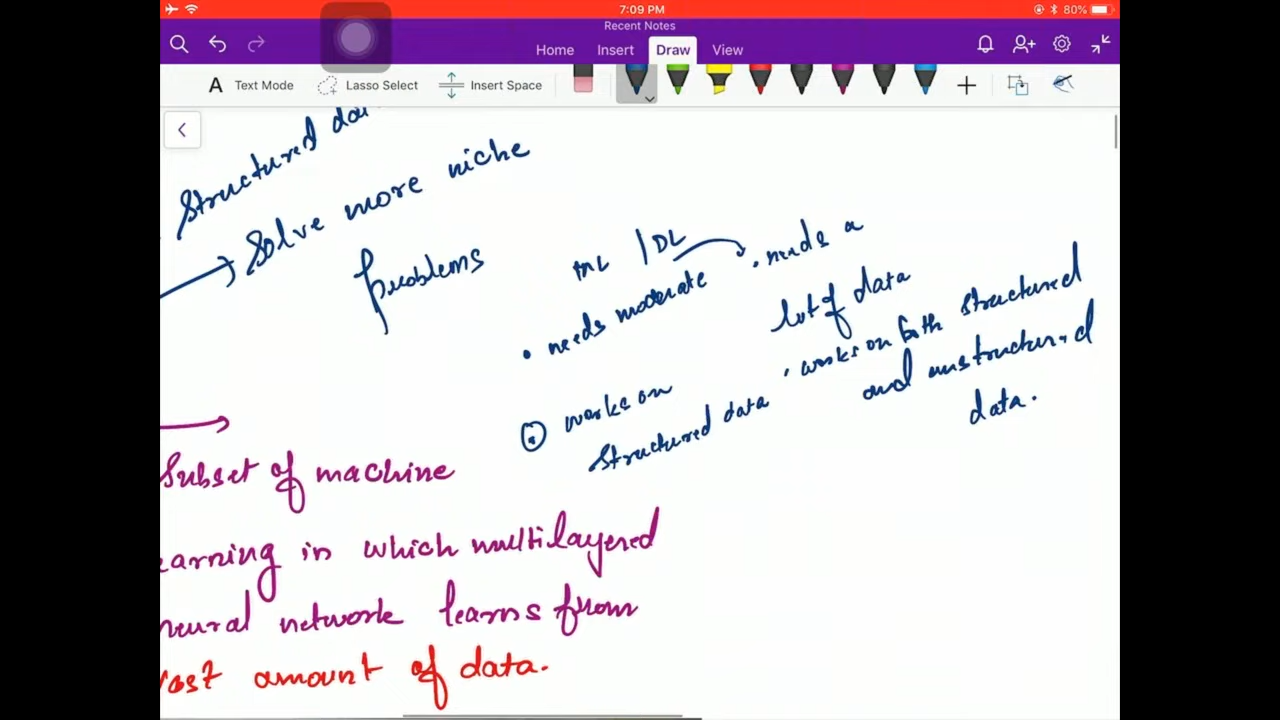 7:09 PM
80%
Recent Notes
Home Insert Draw View
Text Mode Lasso Select Insert Space
Structured da
Solve more niche
problems
ML / DL
• needs moderate
• needs a
lot of data
• works on
structured data
• works on both structured
and unstructured
data.
Subset of machine
earning in which multilayered
neural network learns from
vast amount of data.